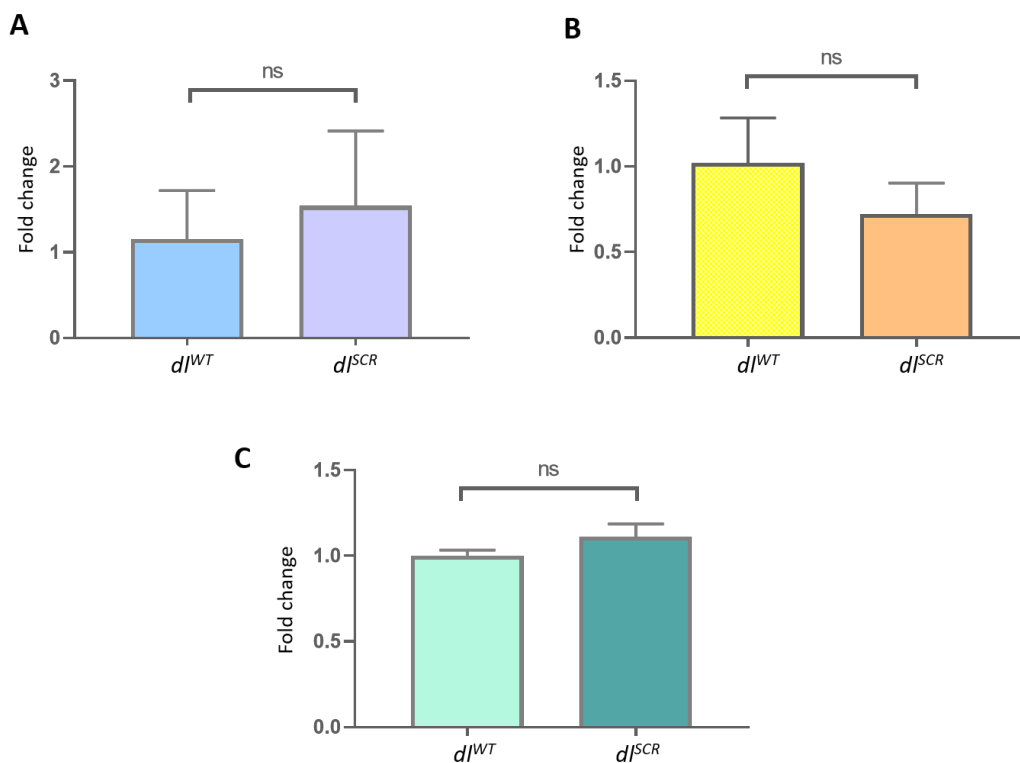 A
ns
3
2
1
0
Fold change
dl^WT dl^SCR
B
ns
1.5
1.0
0.5
0.0
Fold change
dl^WT dl^SCR
C
ns
1.5
1.0
0.5
0.0
Fold change
dl^WT dl^SCR